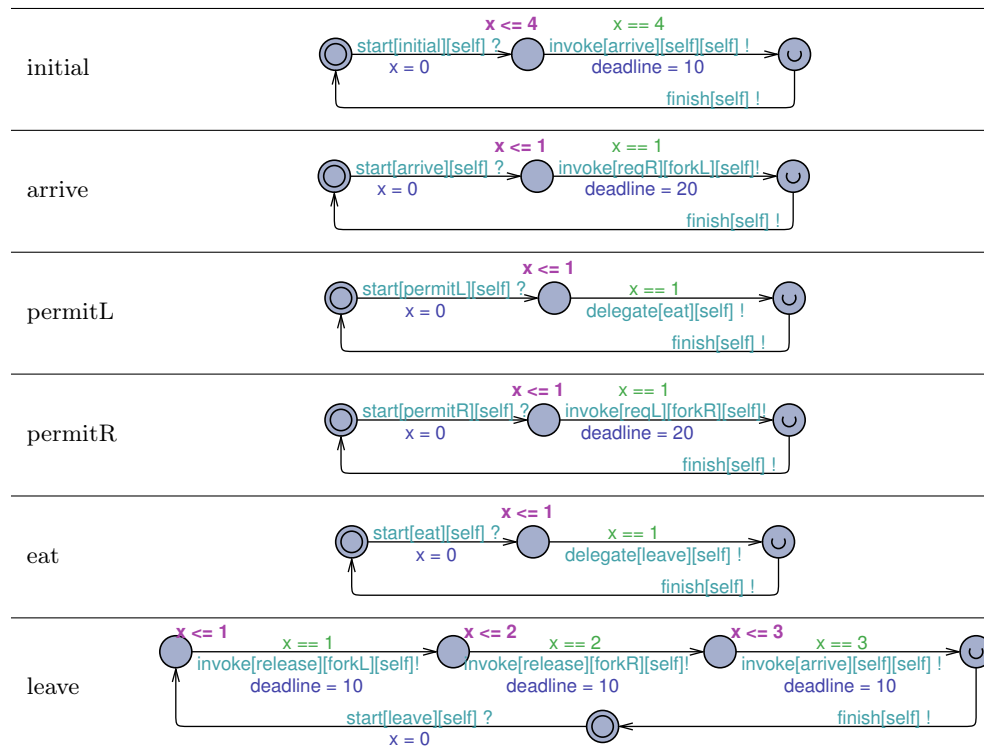 x <= 4 x == 4
start[initial][self] ? invoke[arrive][self][self] !
initial
x = 0 deadline = 10
finish[self] !
x <= 1 x == 1
start[arrive][self] ? invoke[reqR][forkL][self]!
arrive
x = 0 deadline = 20
finish[self] !
x <= 1
start[permitL][self] ? x == 1
permitL
x = 0 delegate[eat][self] !
finish[self] !
x <= 1 x == 1
start[permitR][self] ? invoke[reqL][forkR][self]!
permitR
x = 0 deadline = 20
finish[self] !
x <= 1
start[eat][self] ? x == 1
eat
x = 0 delegate[leave][self] !
finish[self] !
x <= 1 x == 1 x <= 2 x == 2 x <= 3 x == 3
invoke[release][forkL][self]! invoke[release][forkR][self]! invoke[arrive][self][self] !
leave
deadline = 10 deadline = 10 deadline = 10
start[leave][self] ? finish[self] !
x = 0